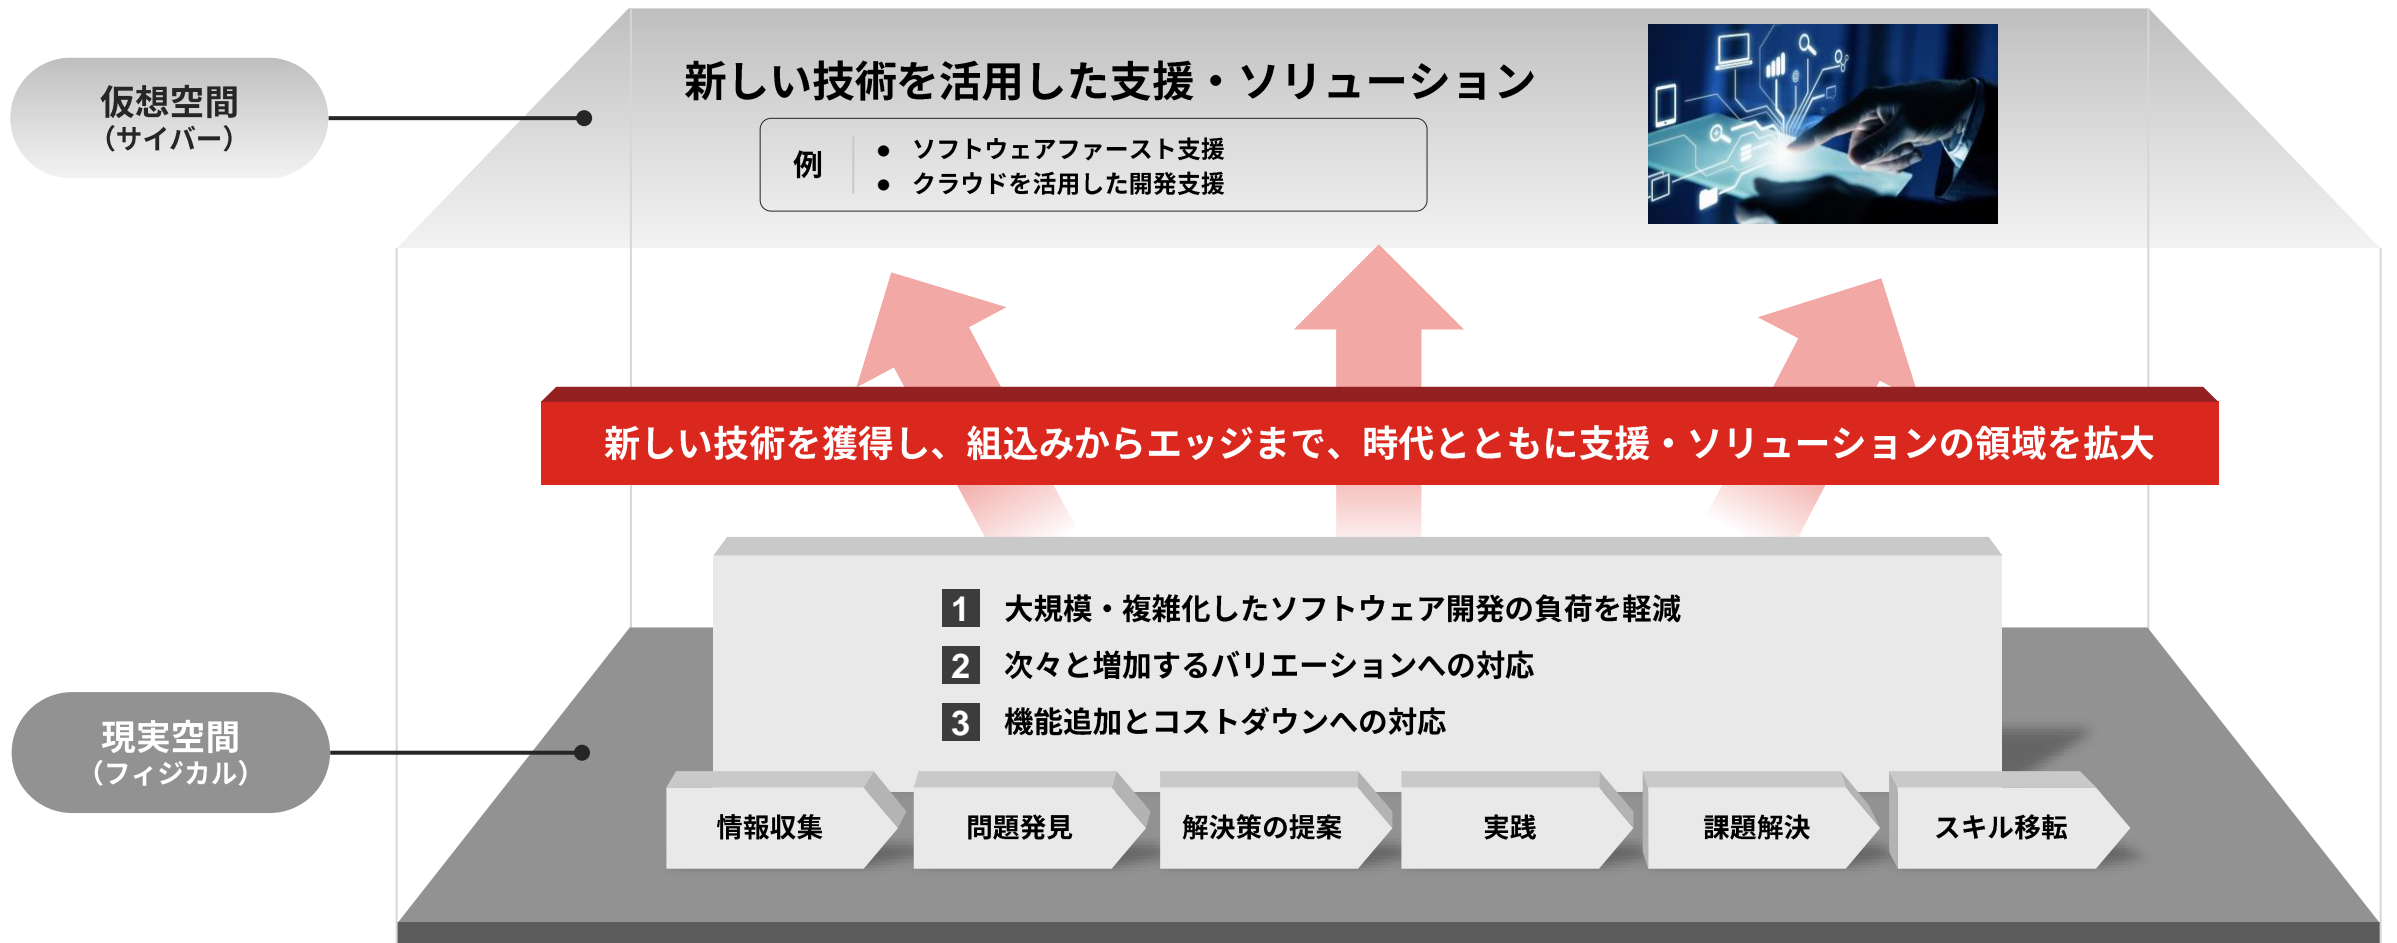 仮想空間
（サイバー）
新しい技術を活用した支援・ソリューション
例
● ソフトウェアファースト支援
● クラウドを活用した開発支援
新しい技術を獲得し、組込みからエッジまで、時代とともに支援・ソリューションの領域を拡大
1 大規模・複雑化したソフトウェア開発の負荷を軽減
2 次々と増加するバリエーションへの対応
3 機能追加とコストダウンへの対応
現実空間
（フィジカル）
情報収集
問題発見
解決策の提案
実践
課題解決
スキル移転